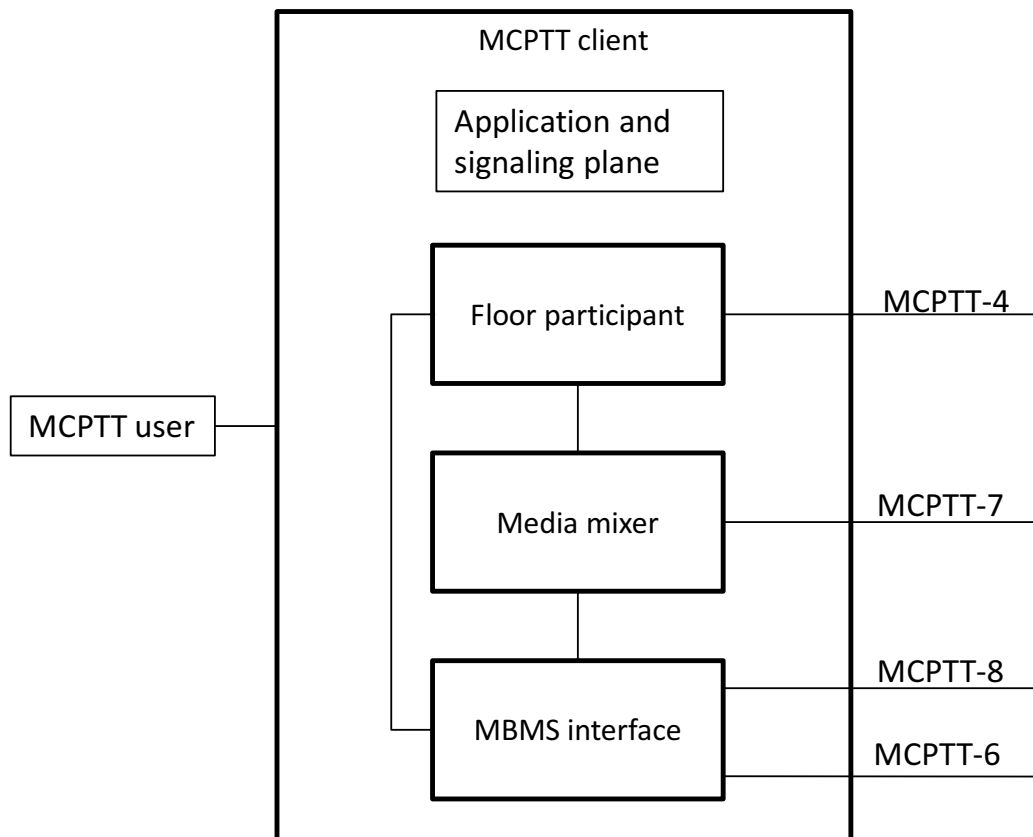 MCPTT client
Application and
signaling plane
Floor participant
MCPTT-4
MCPTT user
Media mixer
MCPTT-7
MBMS interface
MCPTT-8
MCPTT-6